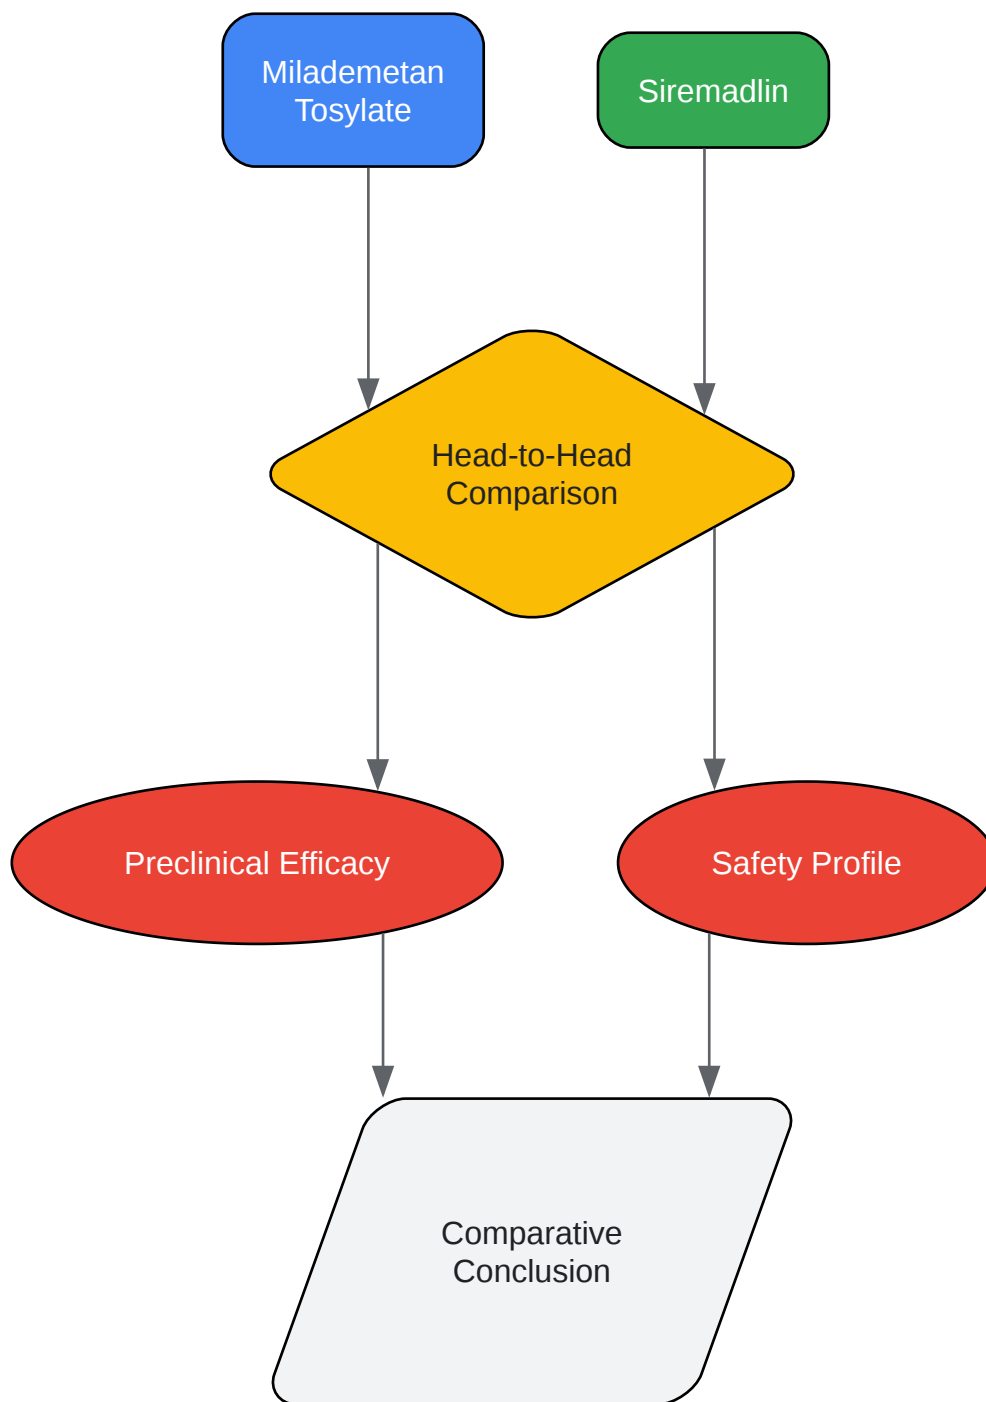 Milademetan
Tosylate
Siremadlin
Head-to-Head
Comparison
Preclinical Efficacy
Safety Profile
Comparative
Conclusion